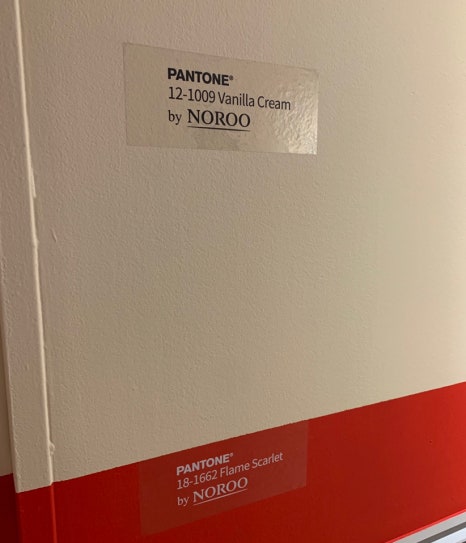 PANTONE®
12-1009 Vanilla Cream
by NOROO
PANTONE®
18-1662 Flame Scarlet
by NOROO